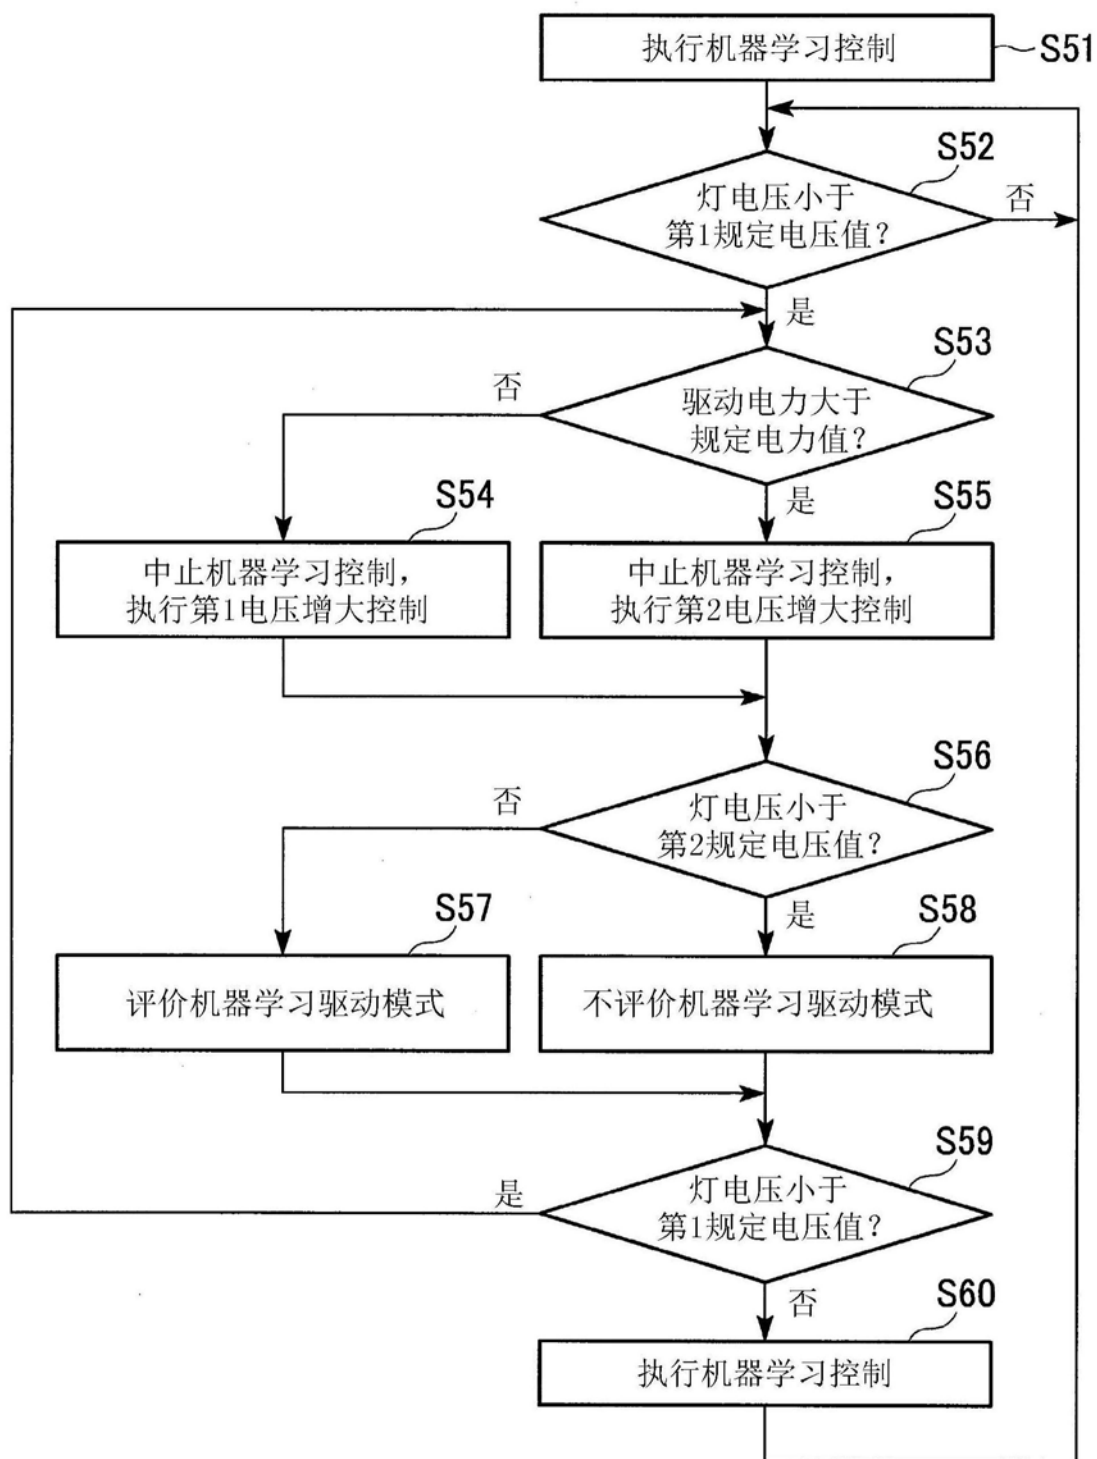 执行机器学习控制
S51
S52
灯电压小于
第1规定电压值?
否
是
S53
驱动电力大于
规定电力值?
否
是
S54
中止机器学习控制,
执行第1电压增大控制
S55
中止机器学习控制,
执行第2电压增大控制
S56
灯电压小于
第2规定电压值?
否
是
S57
评价机器学习驱动模式
S58
不评价机器学习驱动模式
S59
灯电压小于
第1规定电压值?
是
否
S60
执行机器学习控制